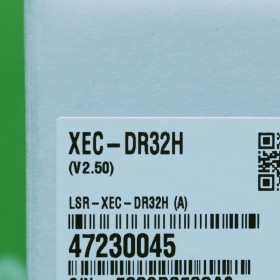 XEC-DR32H
(V2.50)
LSR-XEC-DR32H (A)
47230045